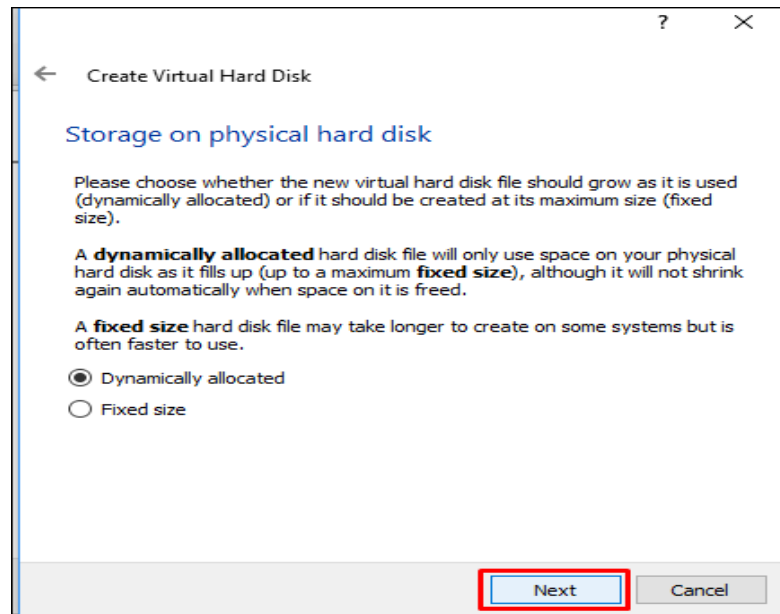 ?
Create Virtual Hard Disk
Storage on physical hard disk
Please choose whether the new virtual hard disk file should grow as it is used
(dynamically allocated) or if it should be created at its maximum size (fixed
size).
A dynamically allocated hard disk file will only use space on your physical
hard disk as it fills up (up to a maximum fixed size), although it will not shrink
again automatically when space on it is freed.
A fixed size hard disk file may take longer to create on some systems but is
often faster to use.
Dynamically allocated
Fixed size
Next Cancel